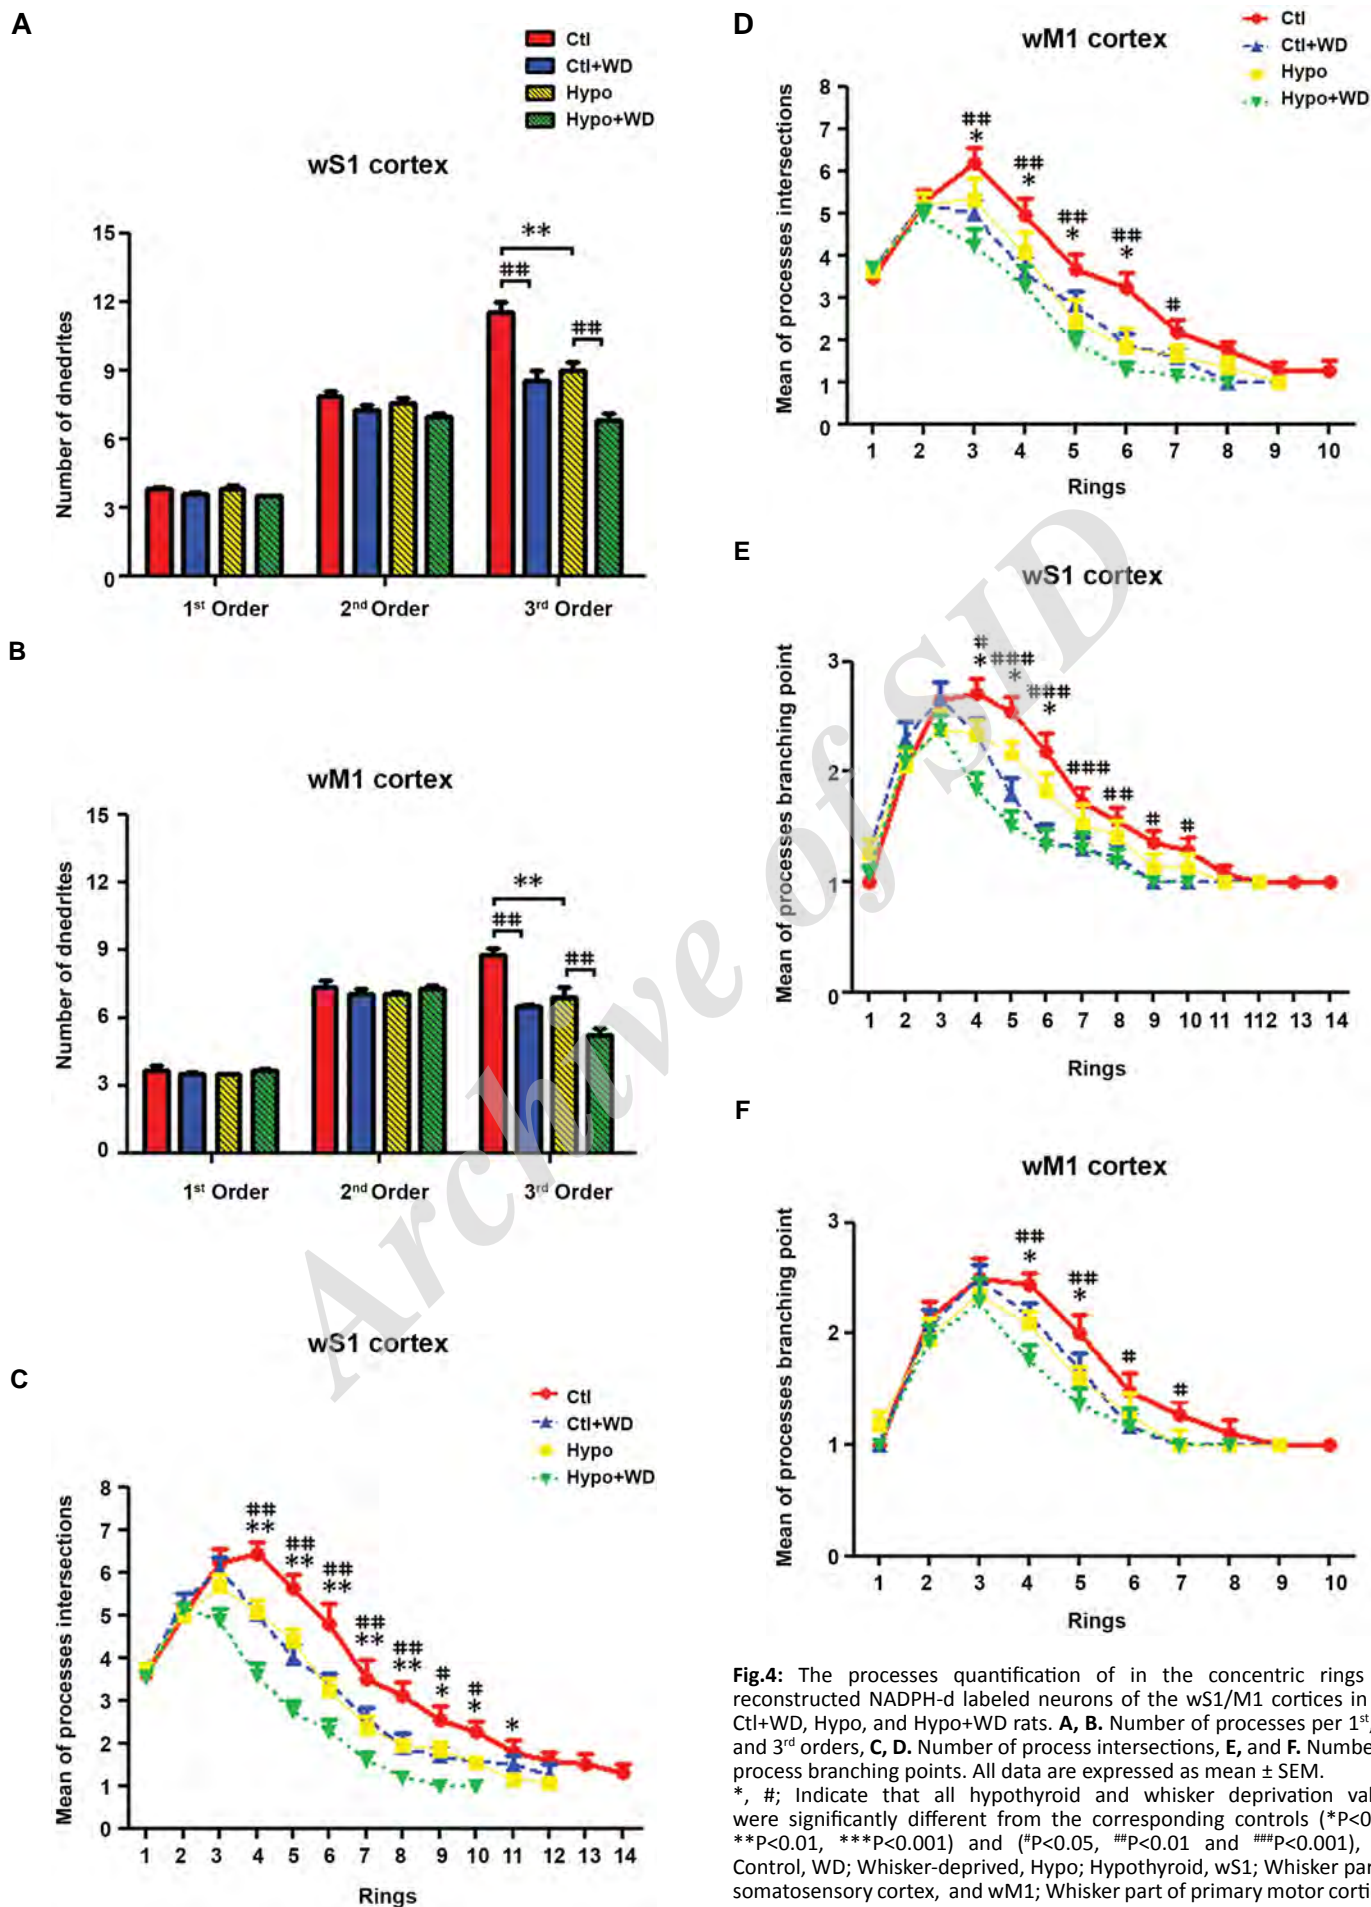 A
Ctl
Ctl+WD
Hypo
Hypo+WD
wS1 cortex
Number of dnedrltes
15
12
9
6
3
0
**
##
##
1st Order
2nd Order
3rd Order
B
wM1 cortex
Number of dnedrltes
15
12
9
6
3
0
**
##
##
1st Order
2nd Order
3rd Order
C
wS1 cortex
Ctl
Ctl+WD
Hypo
Hypo+WD
Mean of processes intersections
8
7
6
5
4
3
2
1
0
##
**
##
**
##
**
##
**
##
**
#
*
#
*
*
1 2 3 4 5 6 7 8 9 10 11 12 13 14
Rings
D
wM1 cortex
Ctl
Ctl+WD
Hypo
Hypo+WD
Mean of processes intersections
8
7
6
5
4
3
2
1
0
##
*
##
*
##
*
##
*
#
1 2 3 4 5 6 7 8 9 10
Rings
E
wS1 cortex
Mean of processes branching point
3
2
1
0
#
*
###
*
###
*
###
##
#
#
1 2 3 4 5 6 7 8 9 10 11 112 13 14
Rings
F
wM1 cortex
Mean of processes branching point
3
2
1
0
##
*
##
*
#
#
1 2 3 4 5 6 7 8 9 10
Rings
Fig.4: The processes quantification of in the concentric rings
reconstructed NADPH-d labeled neurons of the wS1/M1 cortices in
Ctl+WD, Hypo, and Hypo+WD rats. A, B. Number of processes per 1st,
and 3rd orders, C, D. Number of process intersections, E, and F. Numbe
process branching points. All data are expressed as mean ± SEM.
*, #; Indicate that all hypothyroid and whisker deprivation val
were significantly different from the corresponding controls (*P<0
**P<0.01, ***P<0.001) and (#P<0.05, ##P<0.01 and ###P<0.001),
Control, WD; Whisker-deprived, Hypo; Hypothyroid, wS1; Whisker par
somatosensory cortex, and wM1; Whisker part of primary motor corti
Archive of SID